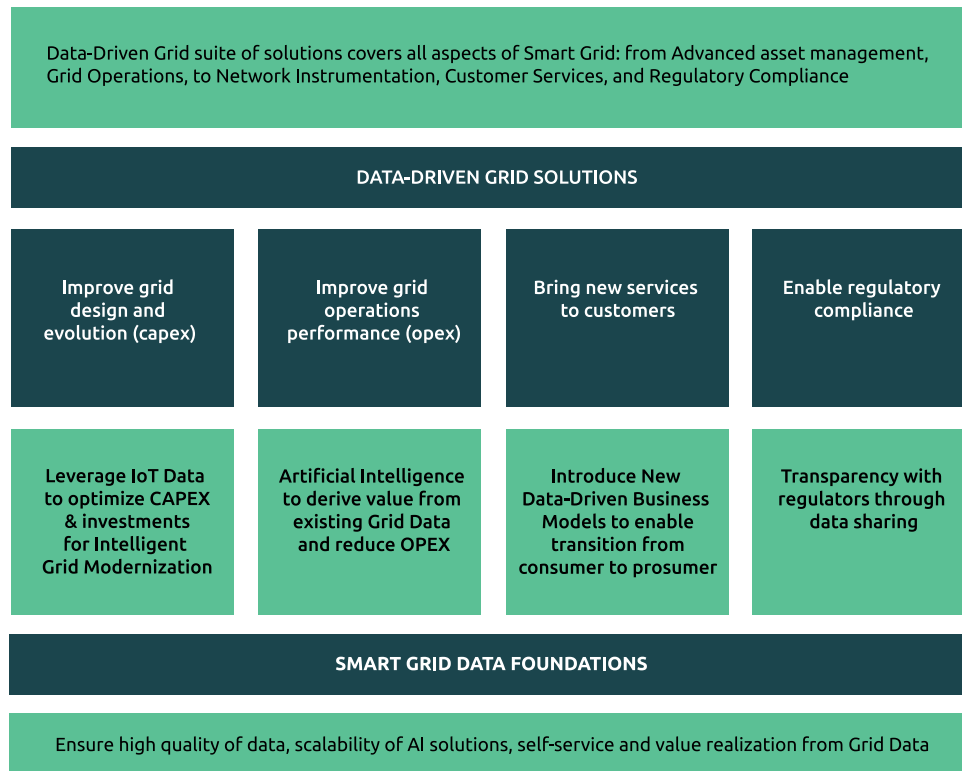 Data-Driven Grid suite of solutions covers all aspects of Smart Grid: from Advanced asset management,
Grid Operations, to Network Instrumentation, Customer Services, and Regulatory Compliance
DATA-DRIVEN GRID SOLUTIONS
Improve grid
design and
evolution (capex)
Improve grid
operations
performance (opex)
Bring new services
to customers
Enable regulatory
compliance
Leverage IoT Data
to optimize CAPEX
& investments
for Intelligent
Grid Modernization
Artificial Intelligence
to derive value from
existing Grid Data
and reduce OPEX
Introduce New
Data-Driven Business
Models to enable
transition from
consumer to prosumer
Transparency with
regulators through
data sharing
SMART GRID DATA FOUNDATIONS
Ensure high quality of data, scalability of AI solutions, self-service and value realization from Grid Data